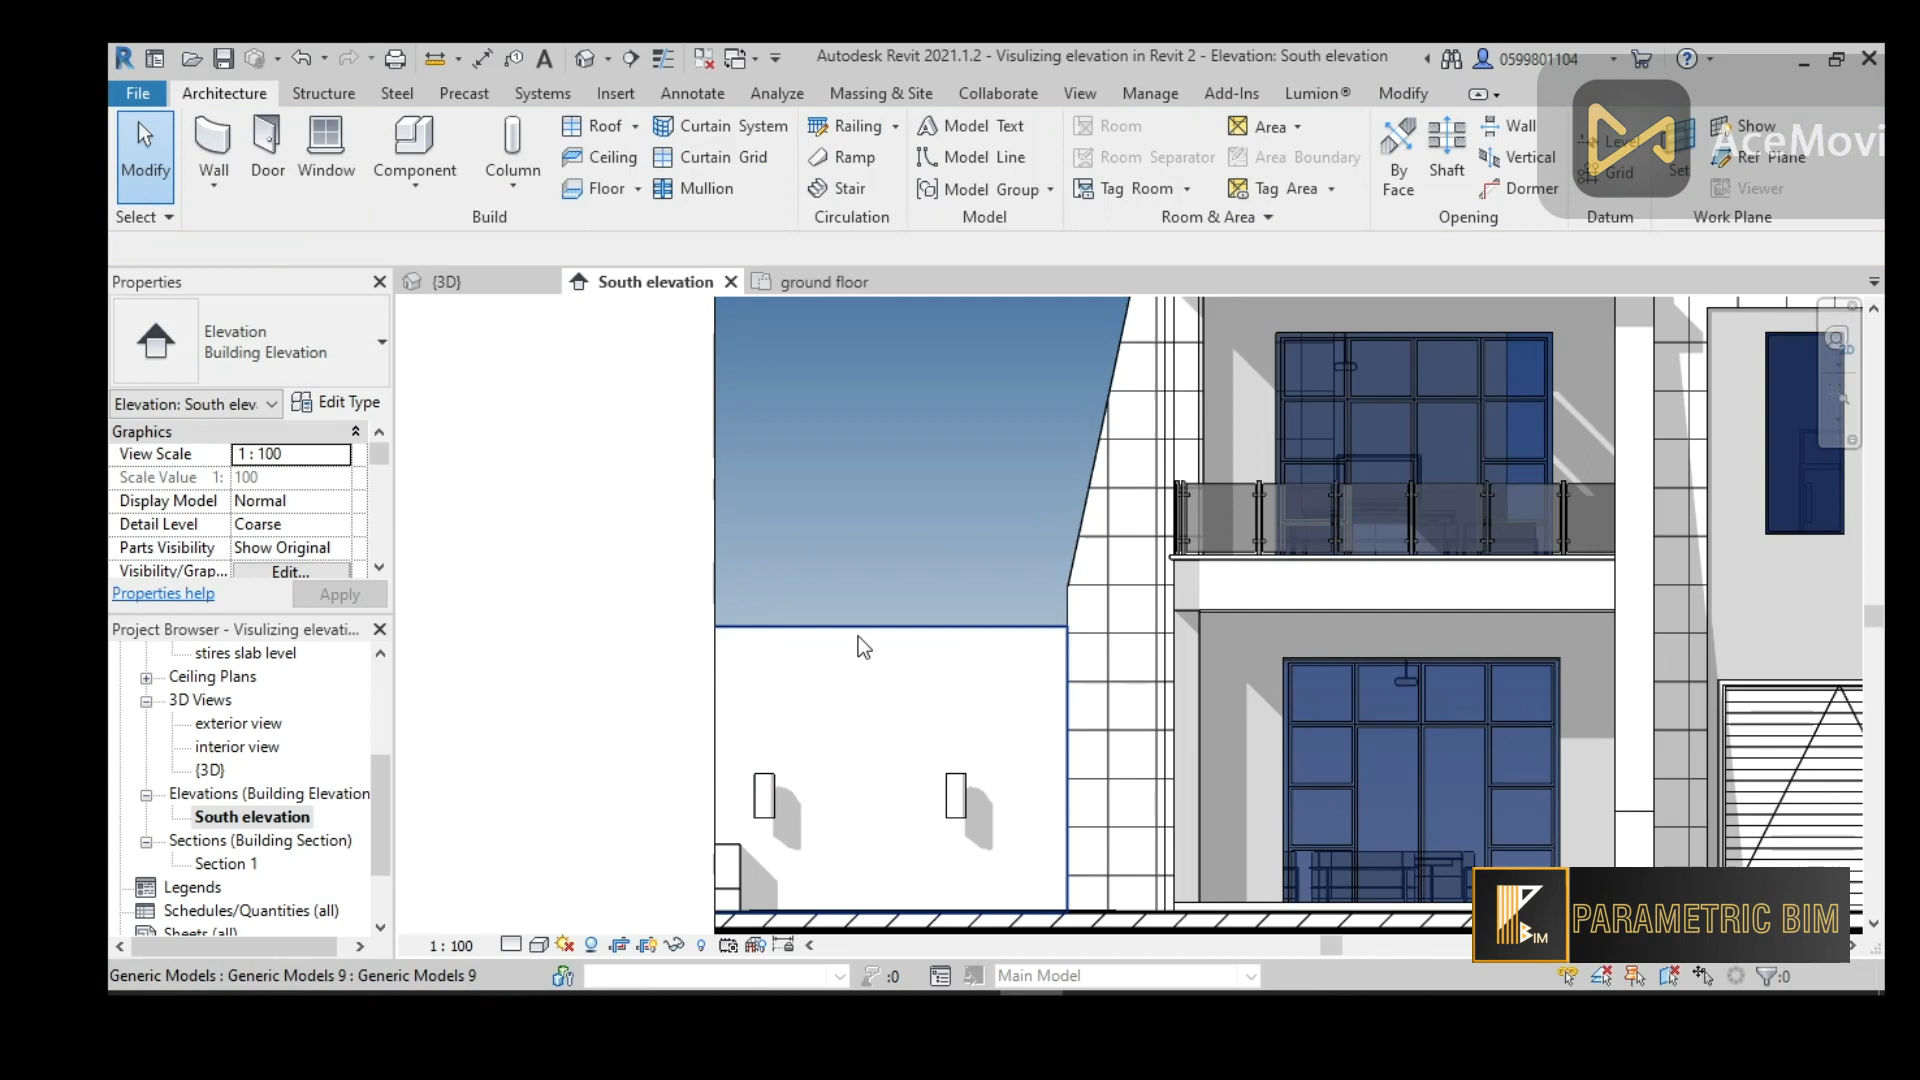 Autodesk Revit 2021.1.2 - Visulizing elevation in Revit 2 - Elevation: South elevation
0599801104
File Architecture Structure Steel Precast Systems Insert Annotate Analyze Massing & Site Collaborate View Manage Add-Ins Lumion® Modify
Modify
Select
Wall
Door
Window
Component
Column
Roof
Ceiling
Floor
Curtain System
Curtain Grid
Mullion
Build
Railing
Ramp
Stair
Circulation
Model Text
Model Line
Model Group
Model
Room
Room Separator
Tag Room
Area
Area Boundary
Tag Area
Room & Area
By Face
Shaft
Wall
Vertical
Dormer
Opening
Level
Grid
Datum
Set
Show
Ref Plane
Viewer
Work Plane
AceMovi
Properties
{3D}
South elevation
ground floor
Elevation
Building Elevation
Elevation: South elev
Edit Type
Graphics
View Scale 1 : 100
Scale Value 1: 100
Display Model Normal
Detail Level Coarse
Parts Visibility Show Original
Visibility/Grap... Edit...
Properties help
Apply
Project Browser - Visulizing elevati...
stires slab level
Ceiling Plans
3D Views
exterior view
interior view
{3D}
Elevations (Building Elevation
South elevation
Sections (Building Section)
Section 1
Legends
Schedules/Quantities (all)
Sheets (all)
2D
1 : 100
BIM
PARAMETRIC BIM
Generic Models : Generic Models 9 : Generic Models 9
:0
Main Model
:0